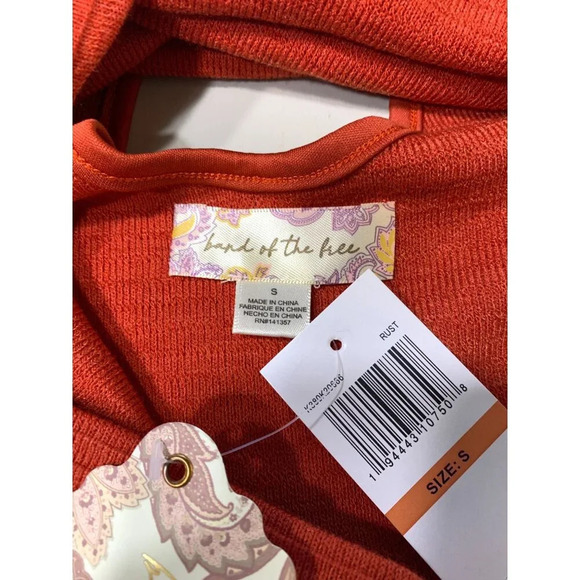 band of the free
S
MADE IN CHINA
FABRIQUE EN CHINE
HECHO EN CHINA
RN#141357
RUST
K390K20696
1 94443 10750 8
SIZE: S